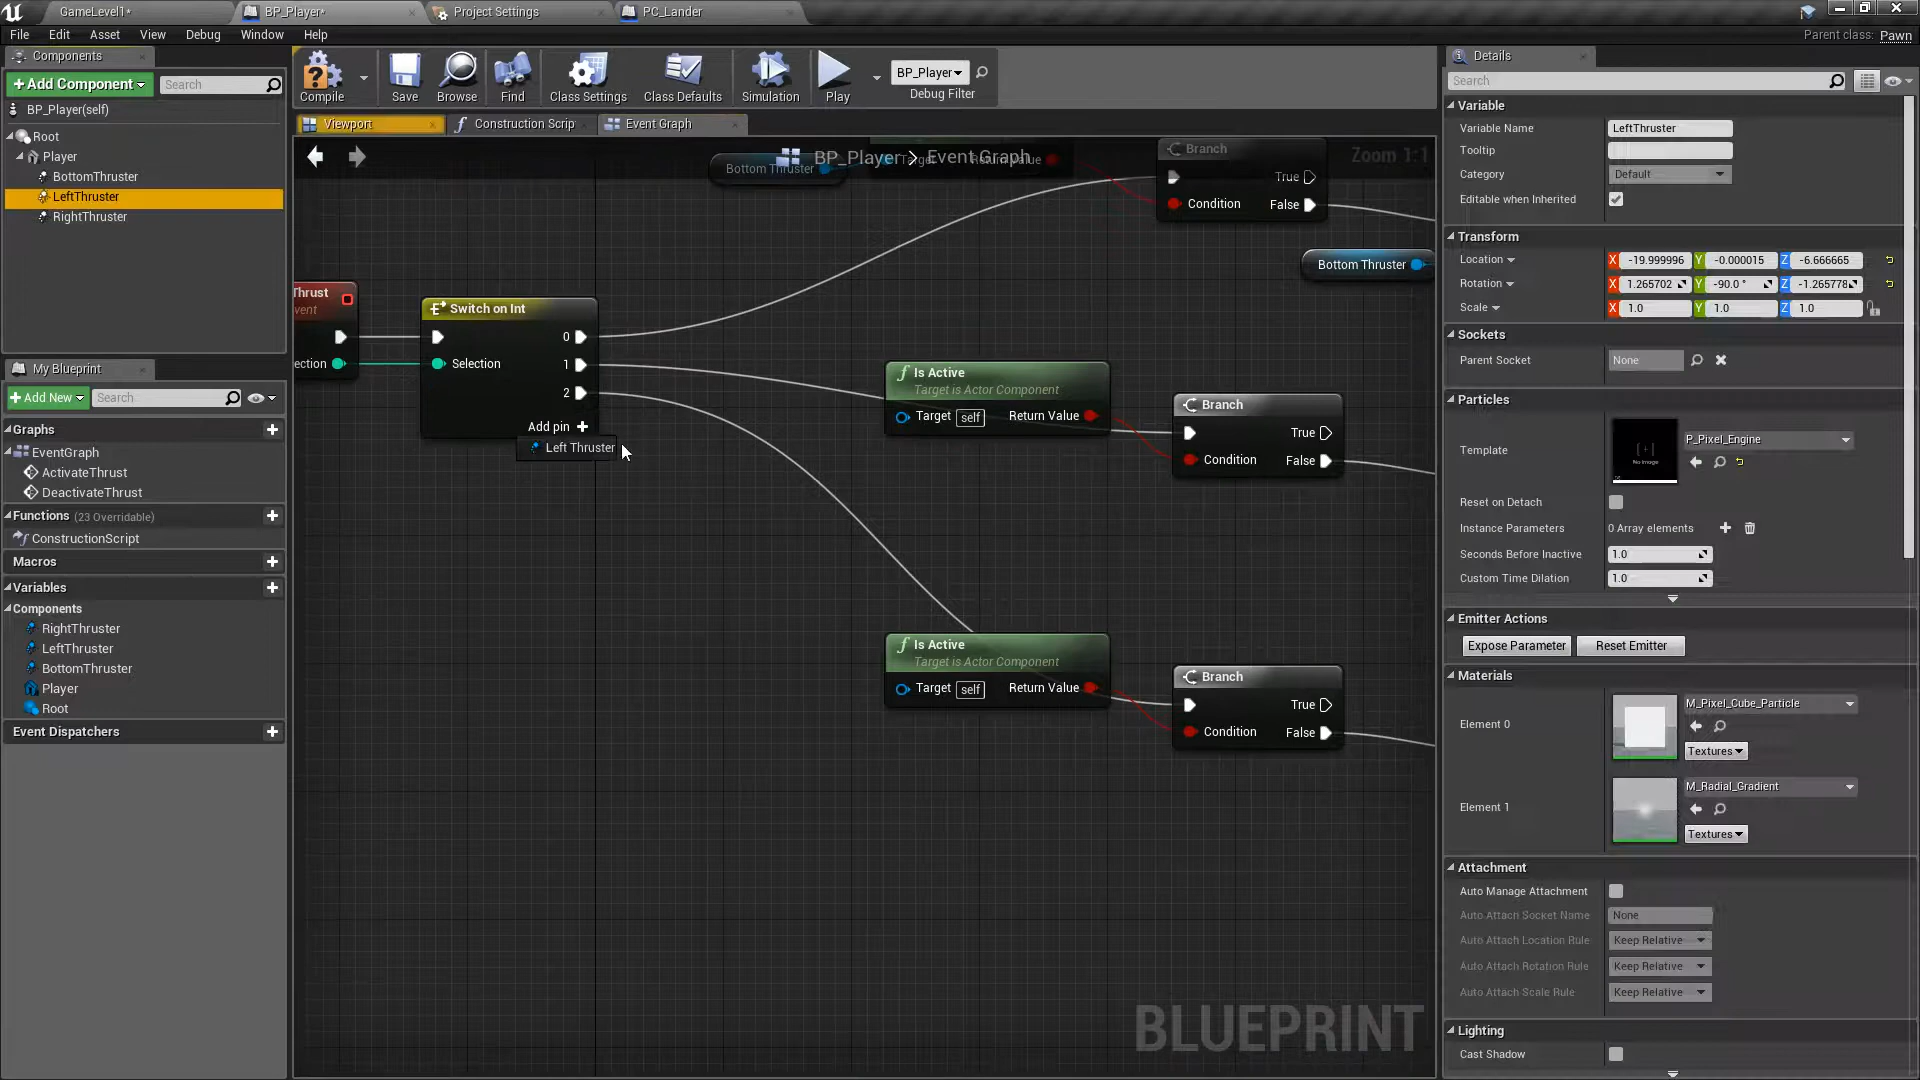 GameLevel1*
BP_Player*
Project Settings
PC_Lander
File Edit Asset View Debug Window Help
Parent class: Pawn
Components
+Add Component
Search
BP_Player(self)
Root
Player
BottomThruster
LeftThruster
RightThruster
My Blueprint
+Add New
Search
Graphs
EventGraph
ActivateThrust
DeactivateThrust
Functions (23 Overridable)
ConstructionScript
Macros
Variables
Components
RightThruster
LeftThruster
BottomThruster
Player
Root
Event Dispatchers
Compile
Save
Browse
Find
Class Settings
Class Defaults
Simulation
Play
BP_Player
Debug Filter
Viewport
Construction Scrip
Event Graph
BP_Player > Event Graph
Zoom 1:1
Bottom Thruster
Target Return Value
Branch
True
Condition False
Bottom Thruster
Thrust
vent
ection
Switch on Int
0
Selection 1
2
Add pin +
Left Thruster
Is Active
Target is Actor Component
Target self Return Value
Branch
True
Condition False
Is Active
Target is Actor Component
Target self Return Value
Branch
True
Condition False
BLUEPRINT
Details
Search
Variable
Variable Name LeftThruster
Tooltip
Category Default
Editable when Inherited
Transform
Location X -19.999996 Y -0.000015 Z -6.666665
Rotation X 1.265702 Y -90.0 ° Z -1.265778
Scale X 1.0 Y 1.0 Z 1.0
Sockets
Parent Socket None
Particles
Template No Image P_Pixel_Engine
Reset on Detach
Instance Parameters 0 Array elements
Seconds Before Inactive 1.0
Custom Time Dilation 1.0
Emitter Actions
Expose Parameter Reset Emitter
Materials
Element 0 M_Pixel_Cube_Particle
Textures
Element 1 M_Radial_Gradient
Textures
Attachment
Auto Manage Attachment
Auto Attach Socket Name None
Auto Attach Location Rule Keep Relative
Auto Attach Rotation Rule Keep Relative
Auto Attach Scale Rule Keep Relative
Lighting
Cast Shadow